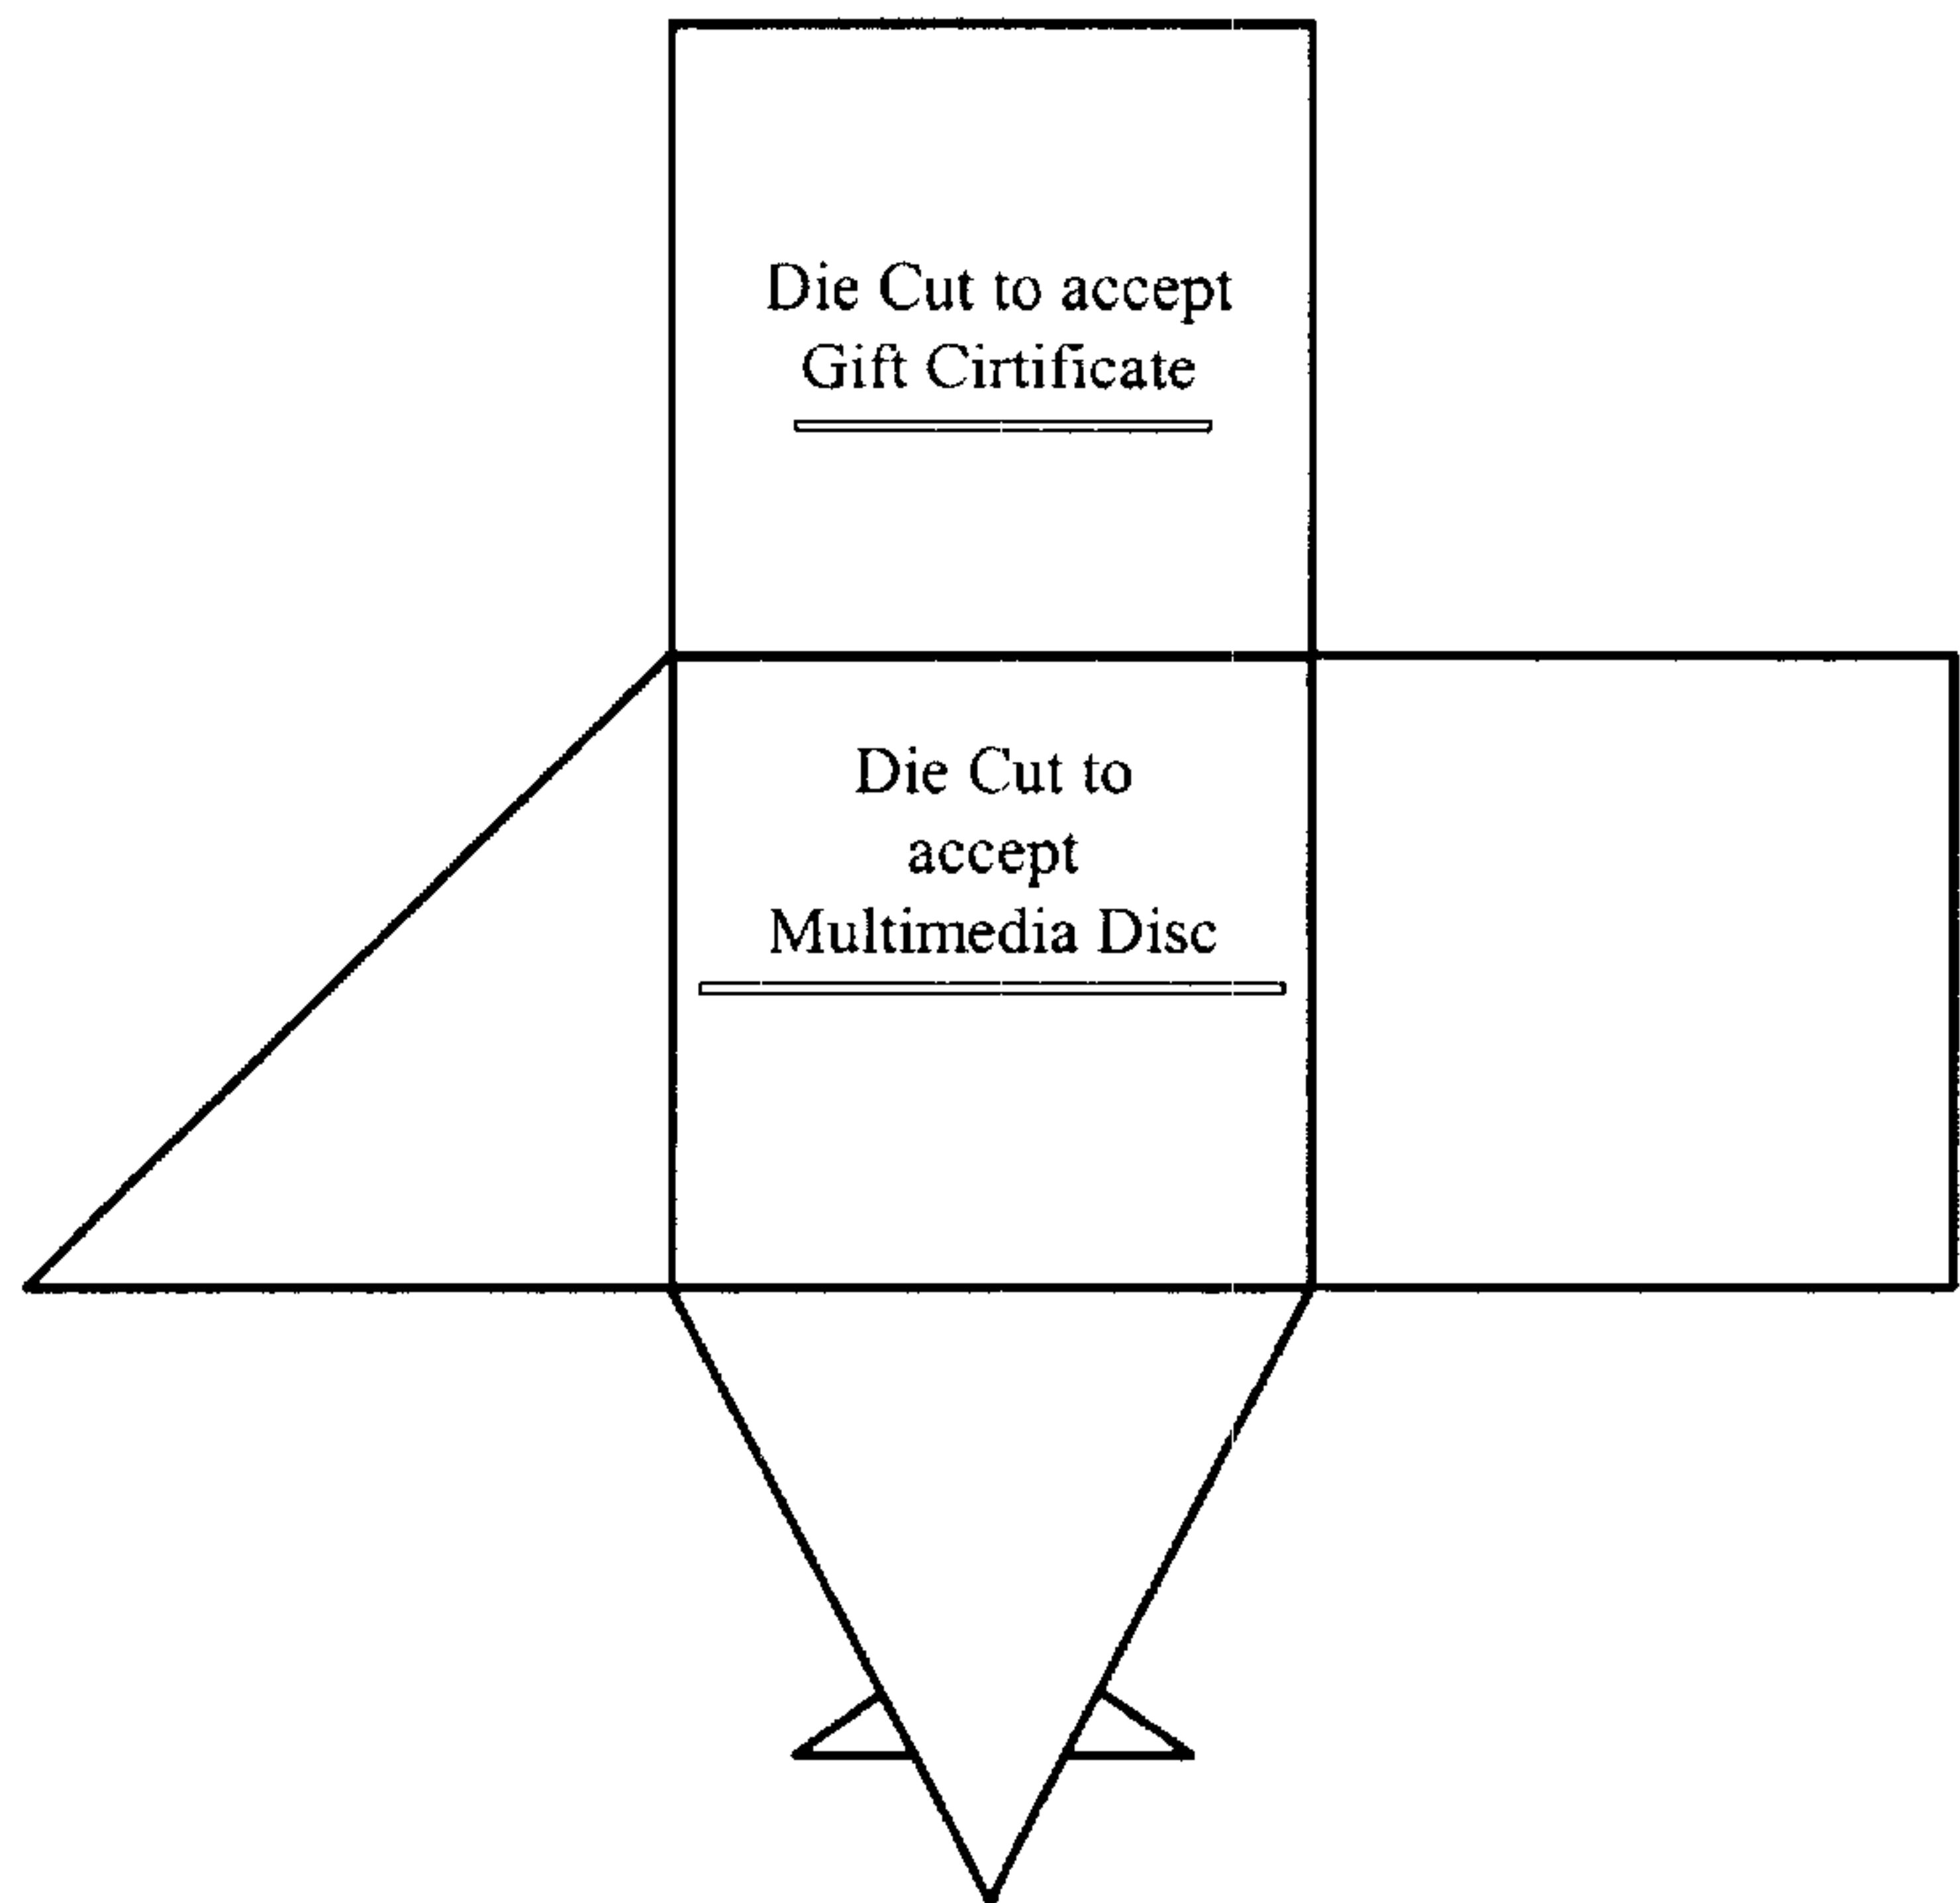 Die Cut to accept
Gift Cirtificate
Die Cut to
accept
Multimedia Disc